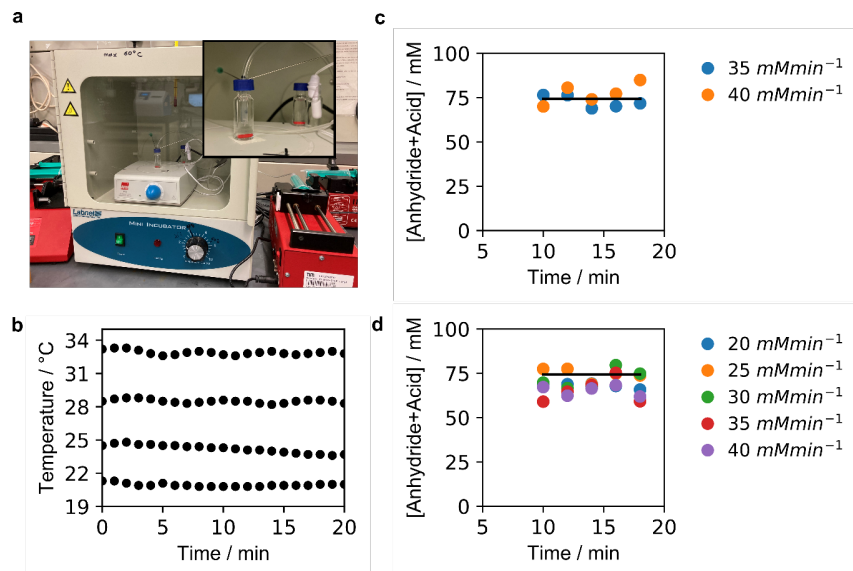 a
max 60°C
Labnet
MINI INCUBATOR
b
34
31
28
25
22
19
0
5
10
15
20
Temperature / °C
Time / min
c
100
75
50
25
0
5
10
15
20
[Anhydride+Acid] / mM
Time / min
35 mMmin⁻¹
40 mMmin⁻¹
d
100
75
50
25
0
5
10
15
20
[Anhydride+Acid] / mM
Time / min
20 mMmin⁻¹
25 mMmin⁻¹
30 mMmin⁻¹
35 mMmin⁻¹
40 mMmin⁻¹